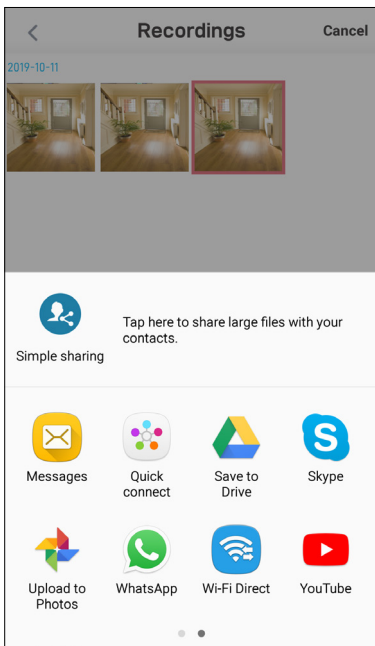 Recordings
Cancel
2019-10-11
Tap here to share large files with your
contacts.
Simple sharing
Messages
Quick
connect
Save to
Drive
Skype
Upload to
Photos
WhatsApp
Wi-Fi Direct
YouTube